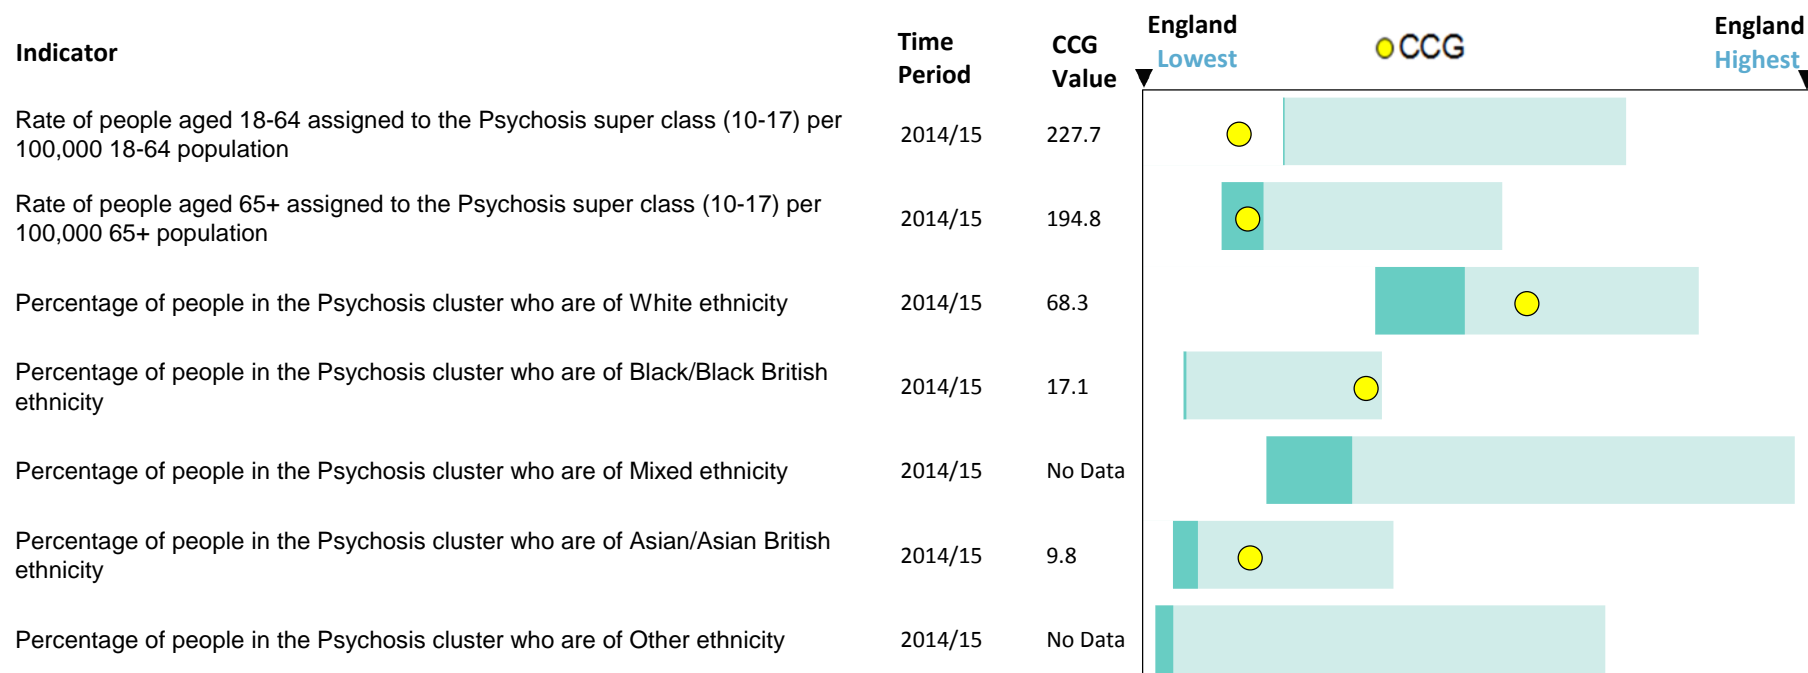 Indicator
Time
Period
CCG
Value
England
Lowest
CCG
England
Highest
Rate of people aged 18-64 assigned to the Psychosis super class (10-17) per
100,000 18-64 population
2014/15
227.7
Rate of people aged 65+ assigned to the Psychosis super class (10-17) per
100,000 65+ population
2014/15
194.8
Percentage of people in the Psychosis cluster who are of White ethnicity
2014/15
68.3
Percentage of people in the Psychosis cluster who are of Black/Black British
ethnicity
2014/15
17.1
Percentage of people in the Psychosis cluster who are of Mixed ethnicity
2014/15
No Data
Percentage of people in the Psychosis cluster who are of Asian/Asian British
ethnicity
2014/15
9.8
Percentage of people in the Psychosis cluster who are of Other ethnicity
2014/15
No Data